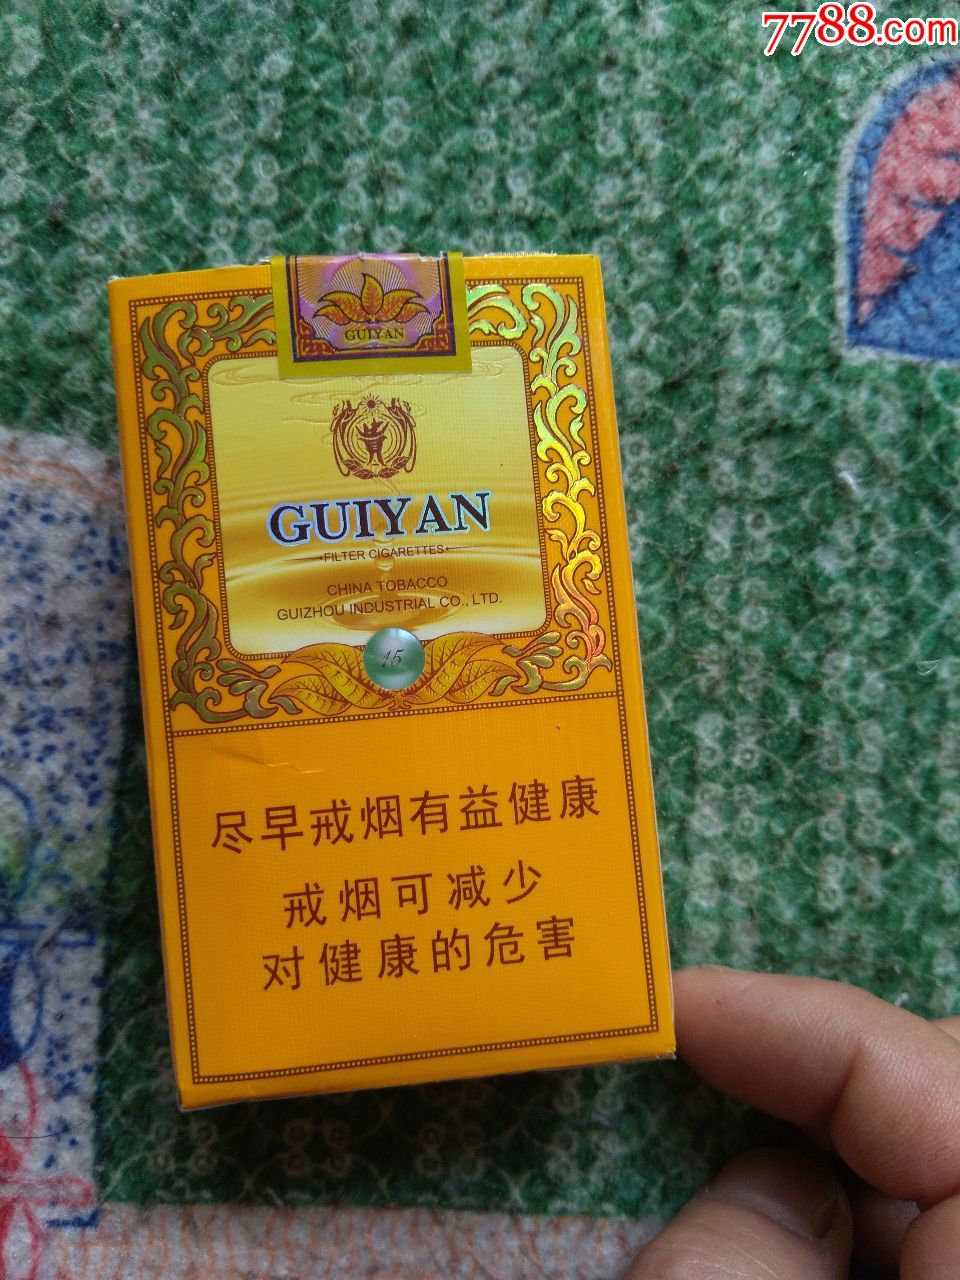 7788.com
GUIYAN
GUIYAN
·FILTER CIGARETTES·
CHINA TOBACCO
GUIZHOU INDUSTRIAL CO., LTD.
15
尽早戒烟有益健康
戒烟可减少
对健康的危害